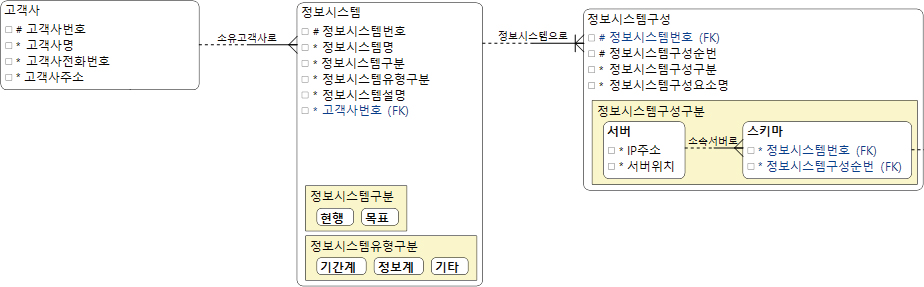 고객사
# 고객사번호
* 고객사명
* 고객사전화번호
* 고객사주소
소유고객사로
정보시스템
# 정보시스템번호
* 정보시스템명
* 정보시스템구분
* 정보시스템유형구분
* 정보시스템설명
* 고객사번호 (FK)
정보시스템구분
현행 목표
정보시스템유형구분
기간계 정보계 기타
정보시스템으로
정보시스템구성
# 정보시스템번호 (FK)
# 정보시스템구성순번
* 정보시스템구성구분
* 정보시스템구성요소명
정보시스템구성구분
서버
* IP주소
* 서버위치
소속서버로
스키마
* 정보시스템번호 (FK)
* 정보시스템구성순번 (FK)